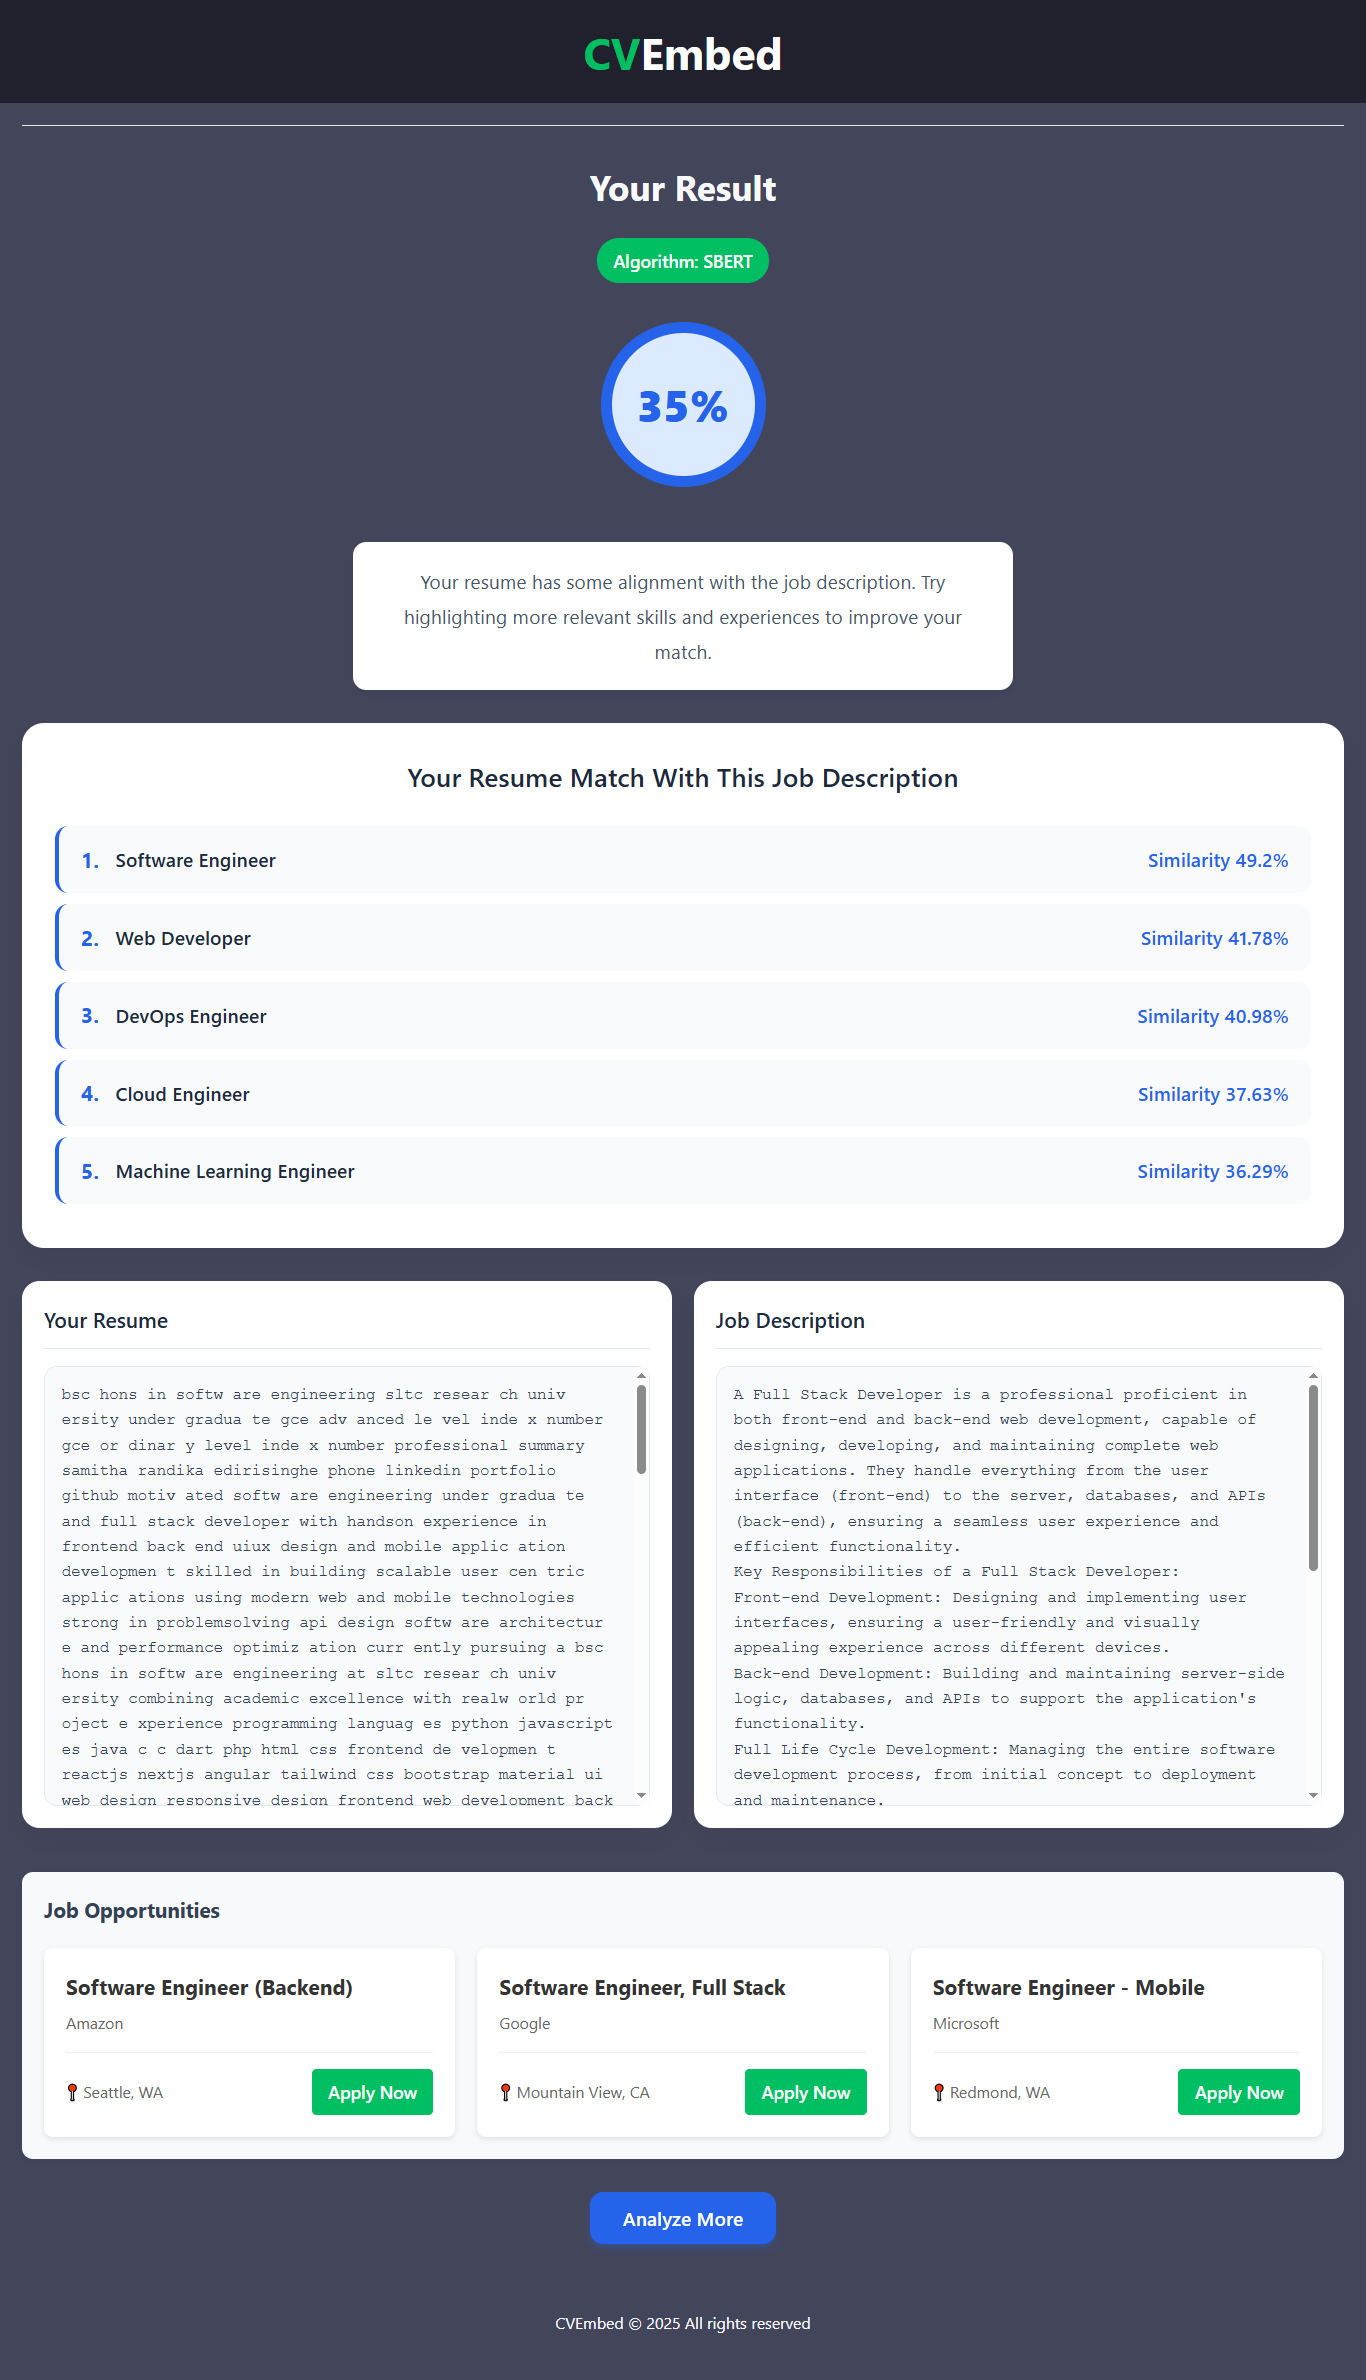 CVEmbed
Your Result
Algorithm: SBERT
35%
Your resume has some alignment with the job description. Try
highlighting more relevant skills and experiences to improve your
match.
Your Resume Match With This Job Description
1. Software Engineer Similarity 49.2%
2. Web Developer Similarity 41.78%
3. DevOps Engineer Similarity 40.98%
4. Cloud Engineer Similarity 37.63%
5. Machine Learning Engineer Similarity 36.29%
Your Resume
bsc hons in softw are engineering sltc resear ch univ
ersity under gradua te gce adv anced le vel inde x number
gce or dinar y level inde x number professional summary
samitha randika edirisinghe phone linkedin portfolio
github motiv ated softw are engineering under gradua te
and full stack developer with handson experience in
frontend back end uiux design and mobile applic ation
developmen t skilled in building scalable user cen tric
applic ations using modern web and mobile technologies
strong in problemsolving api design softw are architectur
e and performance optimiz ation curr ently pursuing a bsc
hons in softw are engineering at sltc resear ch univ
ersity combining academic excellence with realw orld pr
oject e xperience programming languag es python javascript
es java c c dart php html css frontend de velopmen t
reactjs nextjs angular tailwind css bootstrap material ui
web design responsive design frontend web development back
Job Description
A Full Stack Developer is a professional proficient in
both front-end and back-end web development, capable of
designing, developing, and maintaining complete web
applications. They handle everything from the user
interface (front-end) to the server, databases, and APIs
(back-end), ensuring a seamless user experience and
efficient functionality.
Key Responsibilities of a Full Stack Developer:
Front-end Development: Designing and implementing user
interfaces, ensuring a user-friendly and visually
appealing experience across different devices.
Back-end Development: Building and maintaining server-side
logic, databases, and APIs to support the application's
functionality.
Full Life Cycle Development: Managing the entire software
development process, from initial concept to deployment
and maintenance.
Job Opportunities
Software Engineer (Backend)
Amazon
Seattle, WA
Apply Now
Software Engineer, Full Stack
Google
Mountain View, CA
Apply Now
Software Engineer - Mobile
Microsoft
Redmond, WA
Apply Now
Analyze More
CVEmbed © 2025 All rights reserved